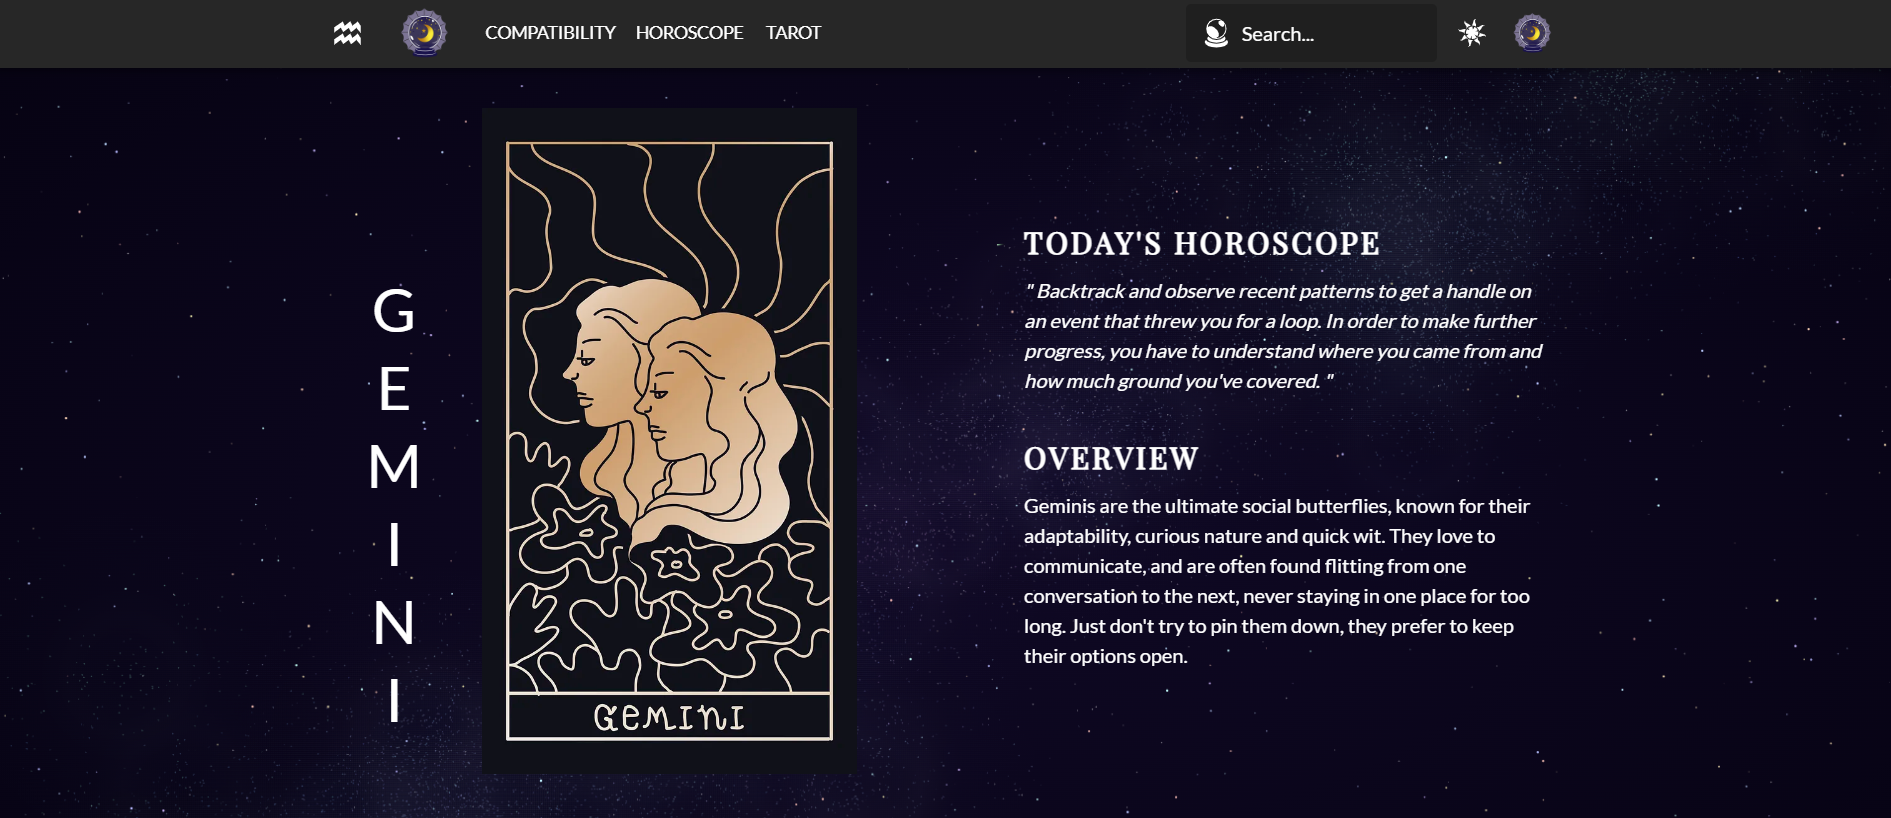 COMPATIBILITY HOROSCOPE TAROT
Search...
GEMINI
GEMINI
TODAY'S HOROSCOPE
" Backtrack and observe recent patterns to get a handle on
an event that threw you for a loop. In order to make further
progress, you have to understand where you came from and
how much ground you've covered. "
OVERVIEW
Geminis are the ultimate social butterflies, known for their
adaptability, curious nature and quick wit. They love to
communicate, and are often found flitting from one
conversation to the next, never staying in one place for too
long. Just don't try to pin them down, they prefer to keep
their options open.